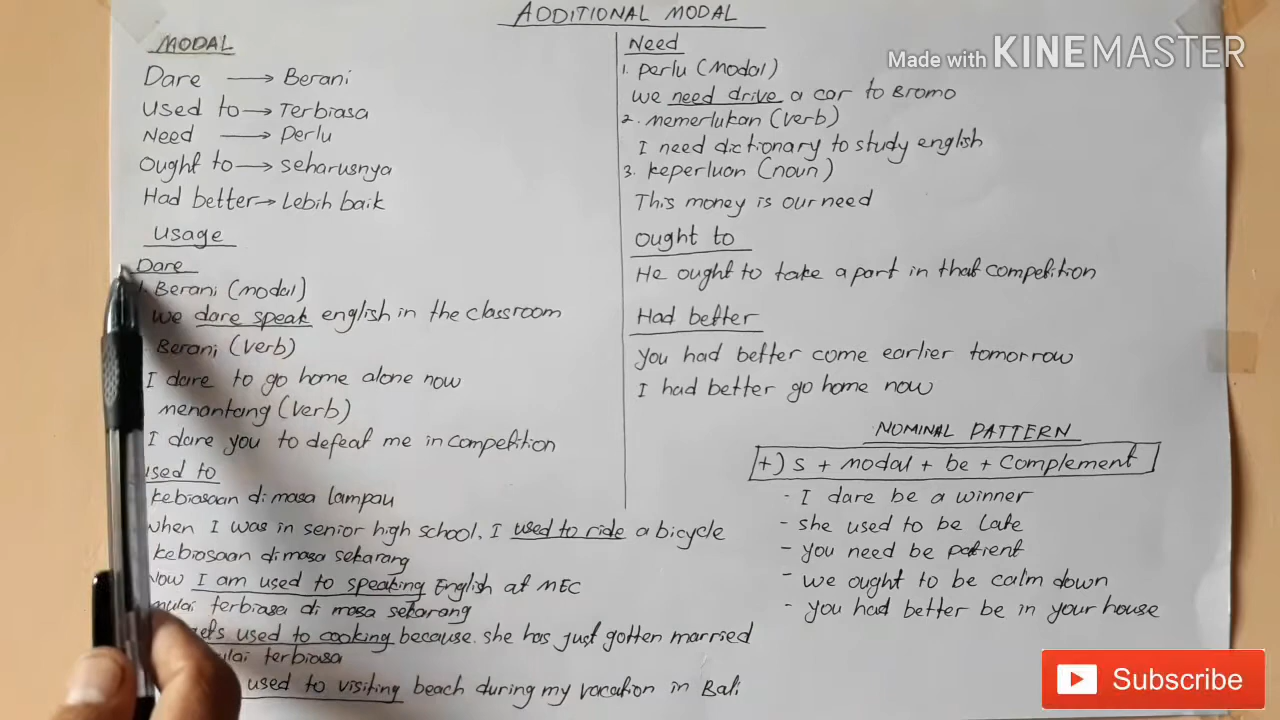 ADDITIONAL MODAL
MODAL
Dare → Berani
Used to → Terbiasa
Need → Perlu
Ought to → seharusnya
Had better → Lebih baik
Usage
Dare
Berani (modal)
we dare speak english in the classroom
Berani (verb)
I dare to go home alone now
menantang (verb)
I dare you to defeat me in competition
used to
kebiasaan di masa lampau
when I was in senior high school, I used to ride a bicycle
kebiasaan di masa sekarang
Now I am used to speaking English at MEC
mulai terbiasa di masa sekarang
gets used to cooking because she has just gotten married
mulai terbiasa
used to visiting beach during my vacation in Bali
Need
1. perlu (modal)
we need drive a car to Bromo
2. memerlukan (verb)
I need dictionary to study english
3. keperluan (noun)
This money is our need
Ought to
He ought to take a part in that competition
Had better
you had better come earlier tomorrow
I had better go home now
NOMINAL PATTERN
+) s + modal + be + complement
- I dare be a winner
- she used to be late
- you need be patient
- we ought to be calm down
- you had better be in your house
Made with KINEMASTER
Subscribe